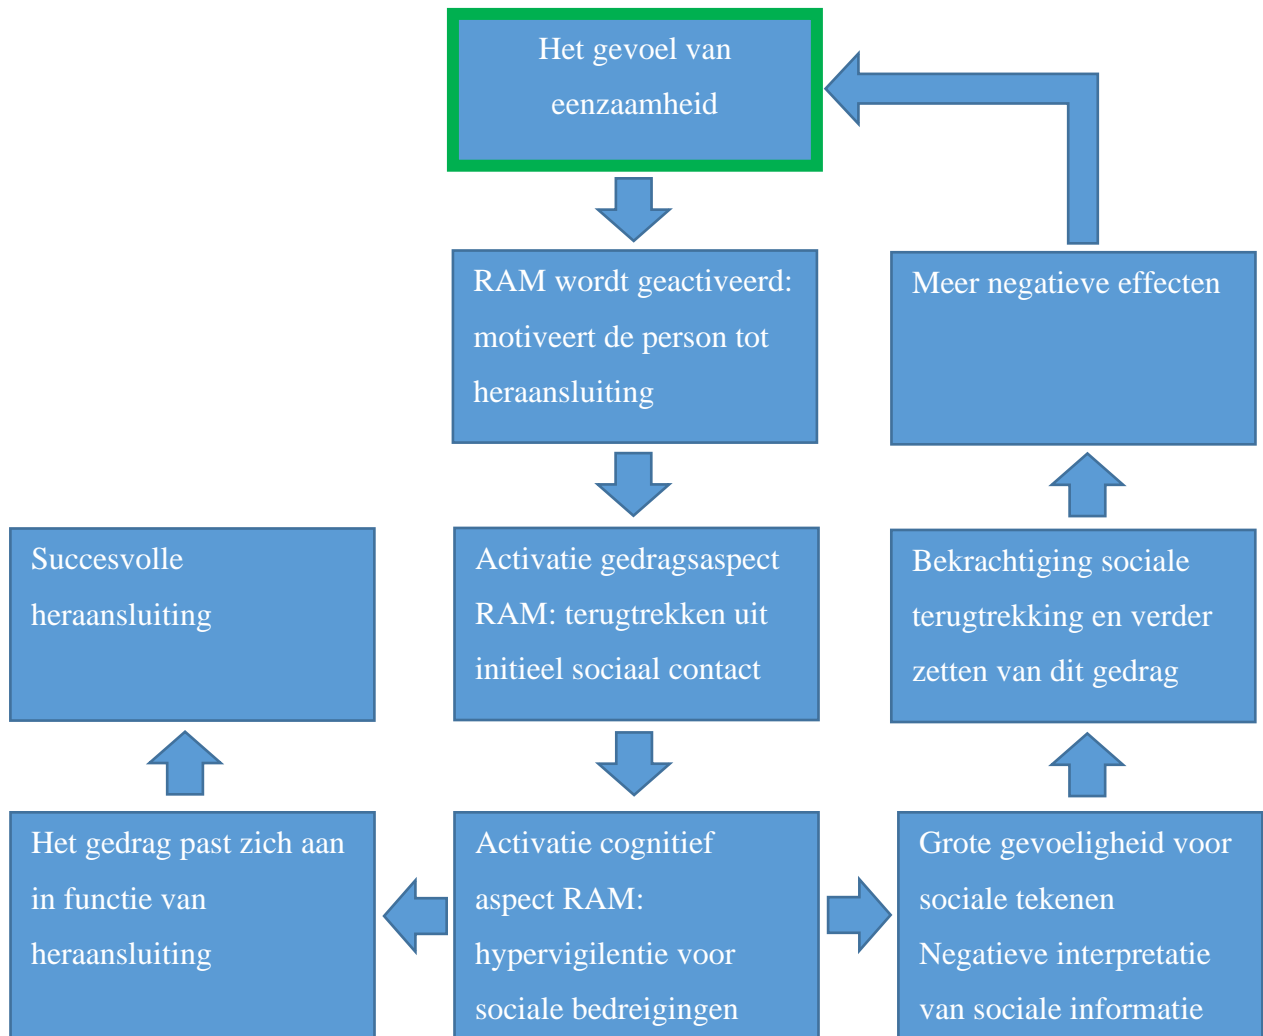 Het gevoel van
eenzaamheid
RAM wordt geactiveerd:
motiveert de person tot
heraansluiting
Meer negatieve effecten
Succesvolle
heraansluiting
Activatie gedragsaspect
RAM: terugtrekken uit
initieel sociaal contact
Bekrachtiging sociale
terugtrekking en verder
zetten van dit gedrag
Het gedrag past zich aan
in functie van
heraansluiting
Activatie cognitief
aspect RAM:
hypervigilentie voor
sociale bedreigingen
Grote gevoeligheid voor
sociale tekenen
Negatieve interpretatie
van sociale informatie